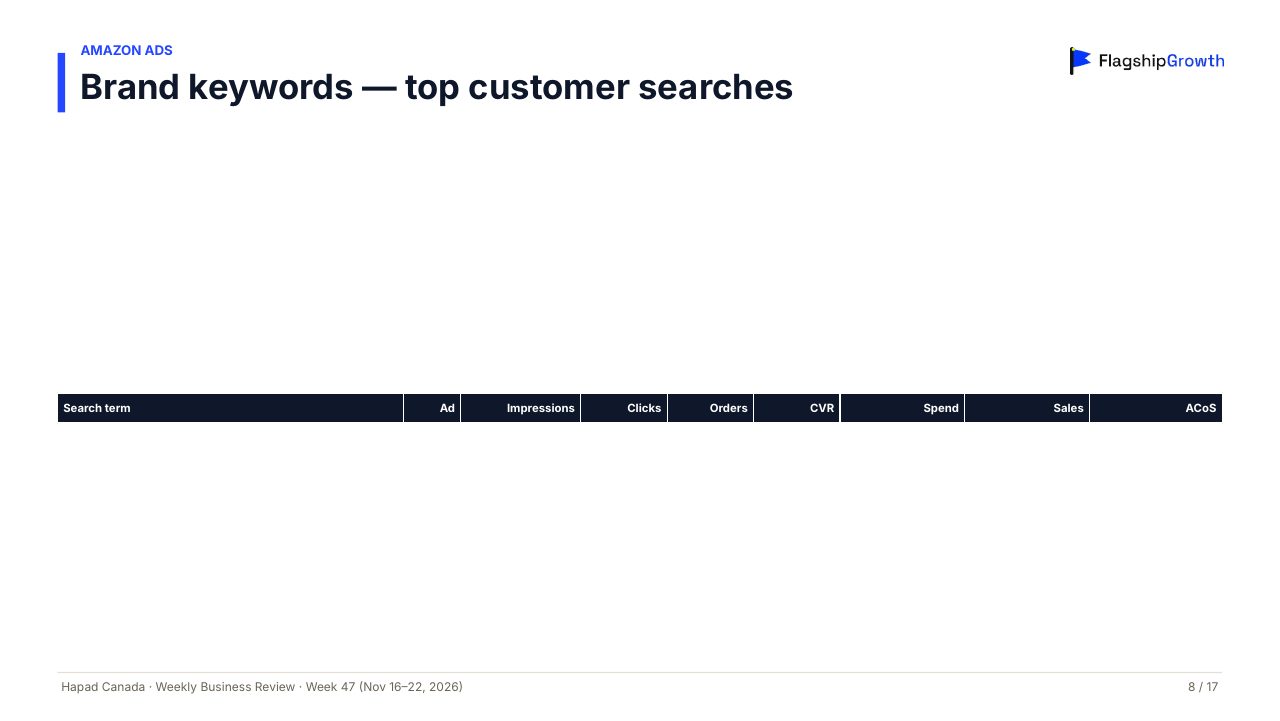 AMAZON ADS
Brand keywords — top customer searches
FlagshipGrowth
Search term Ad Impressions Clicks Orders CVR Spend Sales ACoS
Hapad Canada · Weekly Business Review · Week 47 (Nov 16–22, 2026) 8 / 17